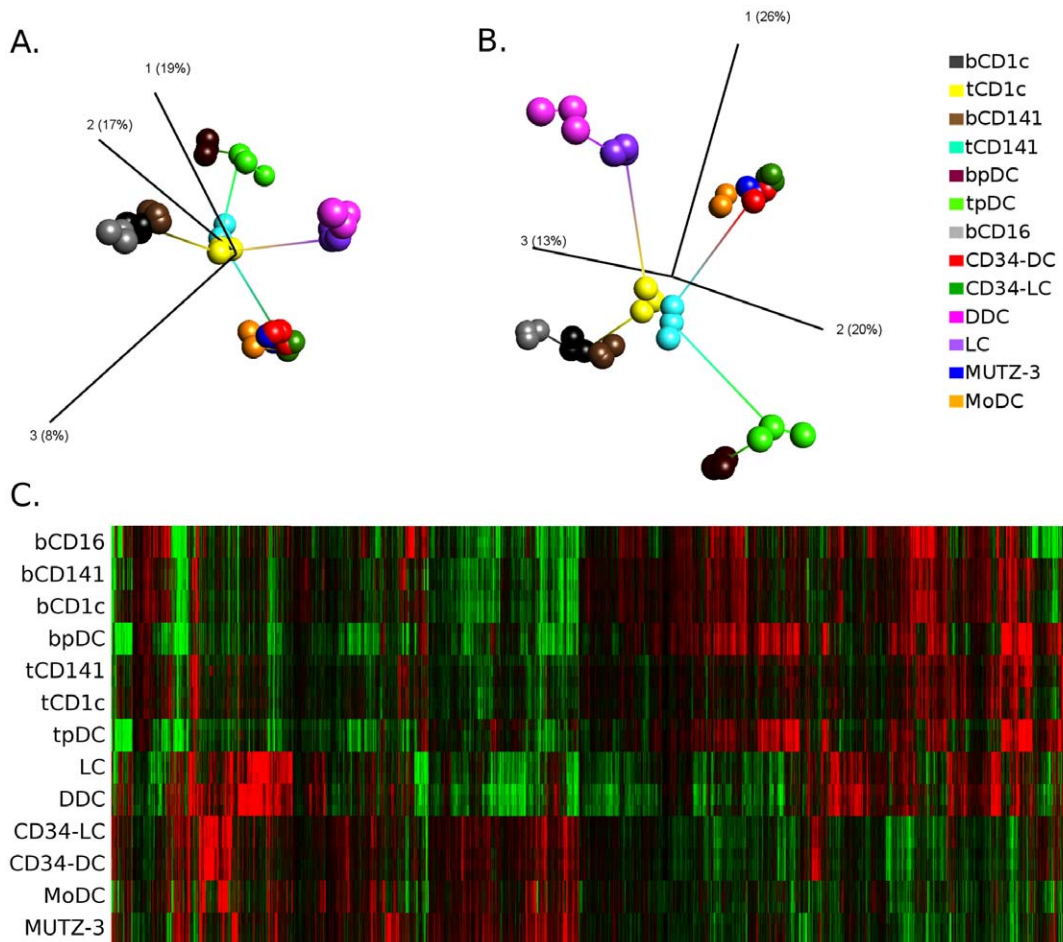 A.
1 (19%)
2 (17%)
3 (8%)
B.
1 (26%)
3 (13%)
2 (20%)
bCD1c
tCD1c
bCD141
tCD141
bpDC
tpDC
bCD16
CD34-DC
CD34-LC
DDC
LC
MUTZ-3
MoDC
C.
bCD16
bCD141
bCD1c
bpDC
tCD141
tCD1c
tpDC
LC
DDC
CD34-LC
CD34-DC
MoDC
MUTZ-3